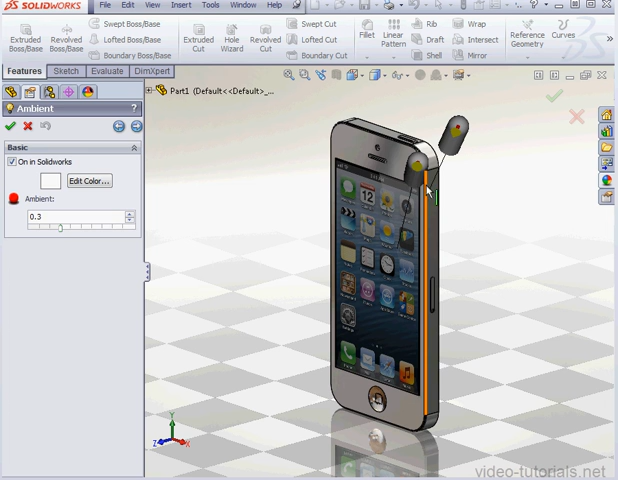 SOLIDWORKS File Edit View Insert Tools Window Help
Extruded Boss/Base
Revolved Boss/Base
Swept Boss/Base
Lofted Boss/Base
Boundary Boss/Base
Extruded Cut
Hole Wizard
Revolved Cut
Swept Cut
Lofted Cut
Boundary Cut
Fillet
Linear Pattern
Rib
Draft
Shell
Wrap
Intersect
Mirror
Reference Geometry
Curves
Features Sketch Evaluate DimXpert
Part1 (Default<<Default>_...
Ambient ?
Basic
On in Solidworks
Edit Color...
Ambient:
0.3
12
Y
Z X
video-tutorials.net